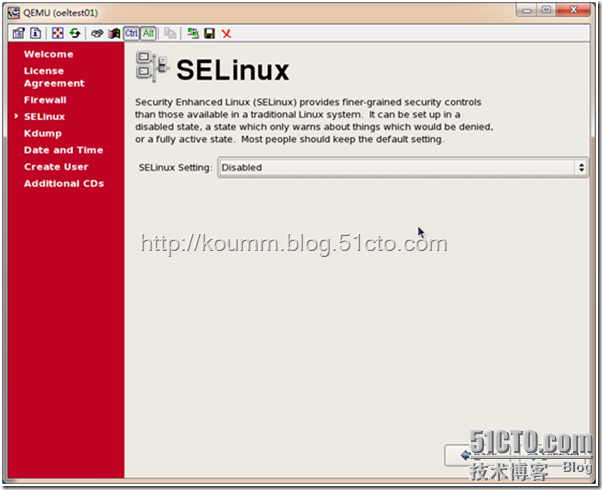 QEMU (oeltest01)
Ctrl Alt
Welcome
License
Agreement
Firewall
SELinux
Kdump
Date and Time
Create User
Additional CDs
SELinux
Security Enhanced Linux (SELinux) provides finer-grained security controls
than those available in a traditional Linux system. It can be set up in a
disabled state, a state which only warns about things which would be denied,
or a fully active state. Most people should keep the default setting.
SELinux Setting: Disabled
http://koumm.blog.51cto.com
51CTO.com
技术博客 Blog